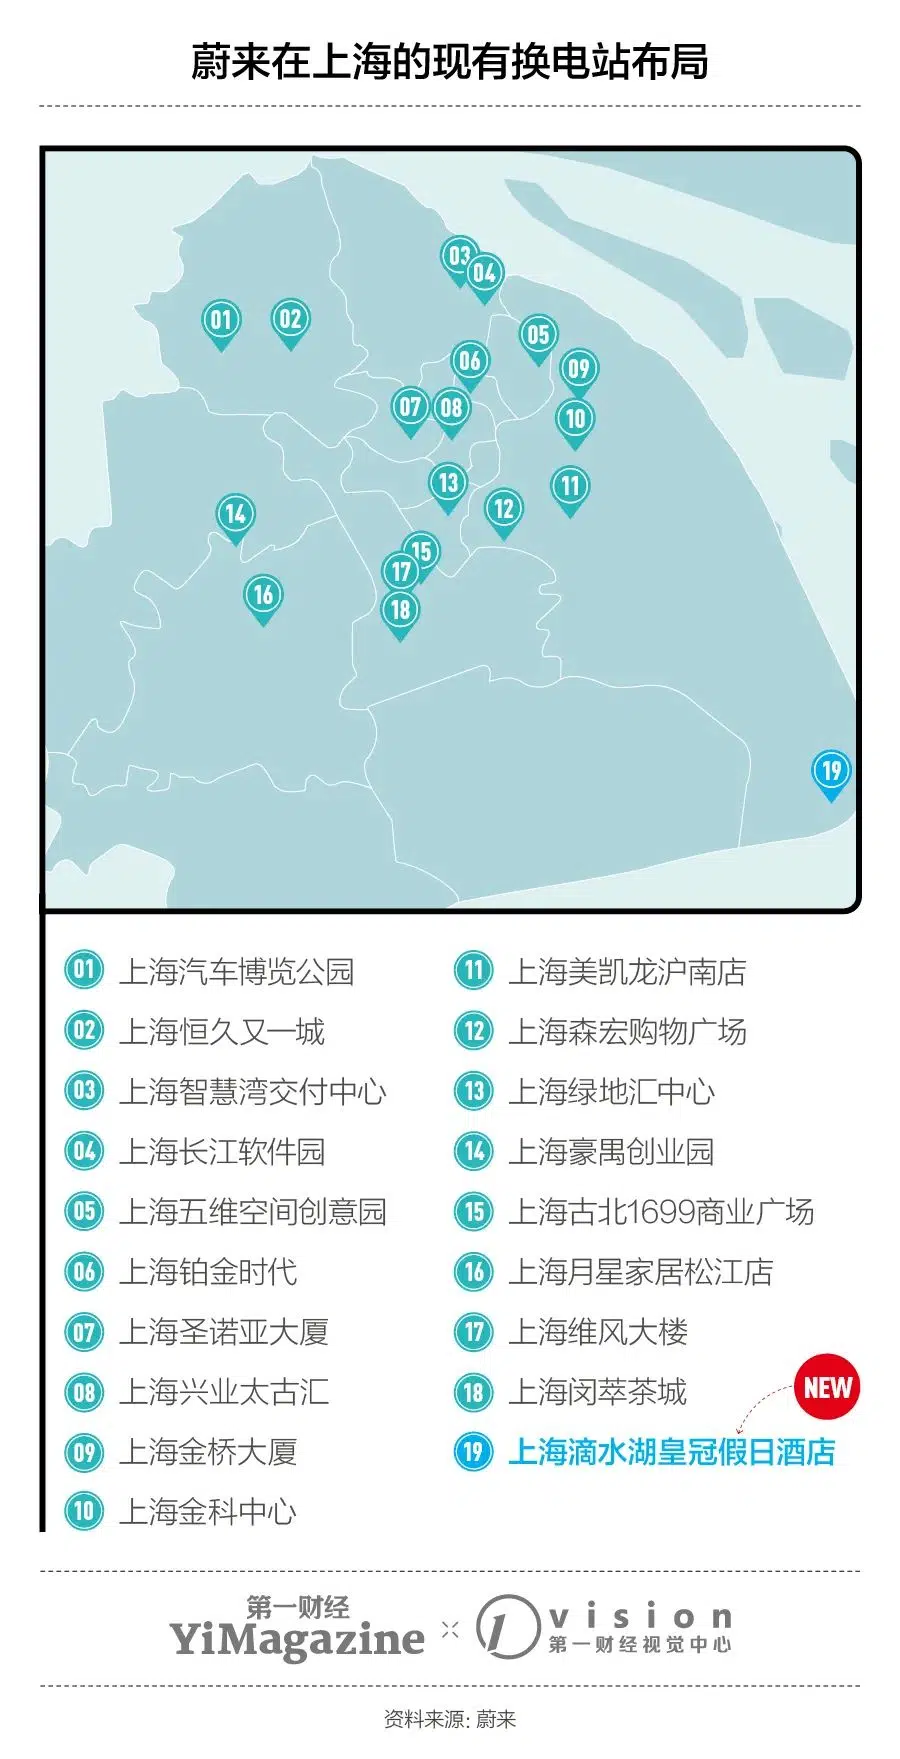 蔚来在上海的现有换电站布局
03
04
01
02
05
06
09
07
08
10
13
11
12
14
15
17
16
18
19
01 上海汽车博览公园
02 上海恒久又一城
03 上海智慧湾交付中心
04 上海长江软件园
05 上海五维空间创意园
06 上海铂金时代
07 上海圣诺亚大厦
08 上海兴业太古汇
09 上海金桥大厦
10 上海金科中心
11 上海美凯龙沪南店
12 上海森宏购物广场
13 上海绿地汇中心
14 上海豪禺创业园
15 上海古北1699商业广场
16 上海月星家居松江店
17 上海维风大楼
18 上海闵萃茶城
NEW
19 上海滴水湖皇冠假日酒店
第一财经
YiMagazine
vision
第一财经视觉中心
资料来源: 蔚来